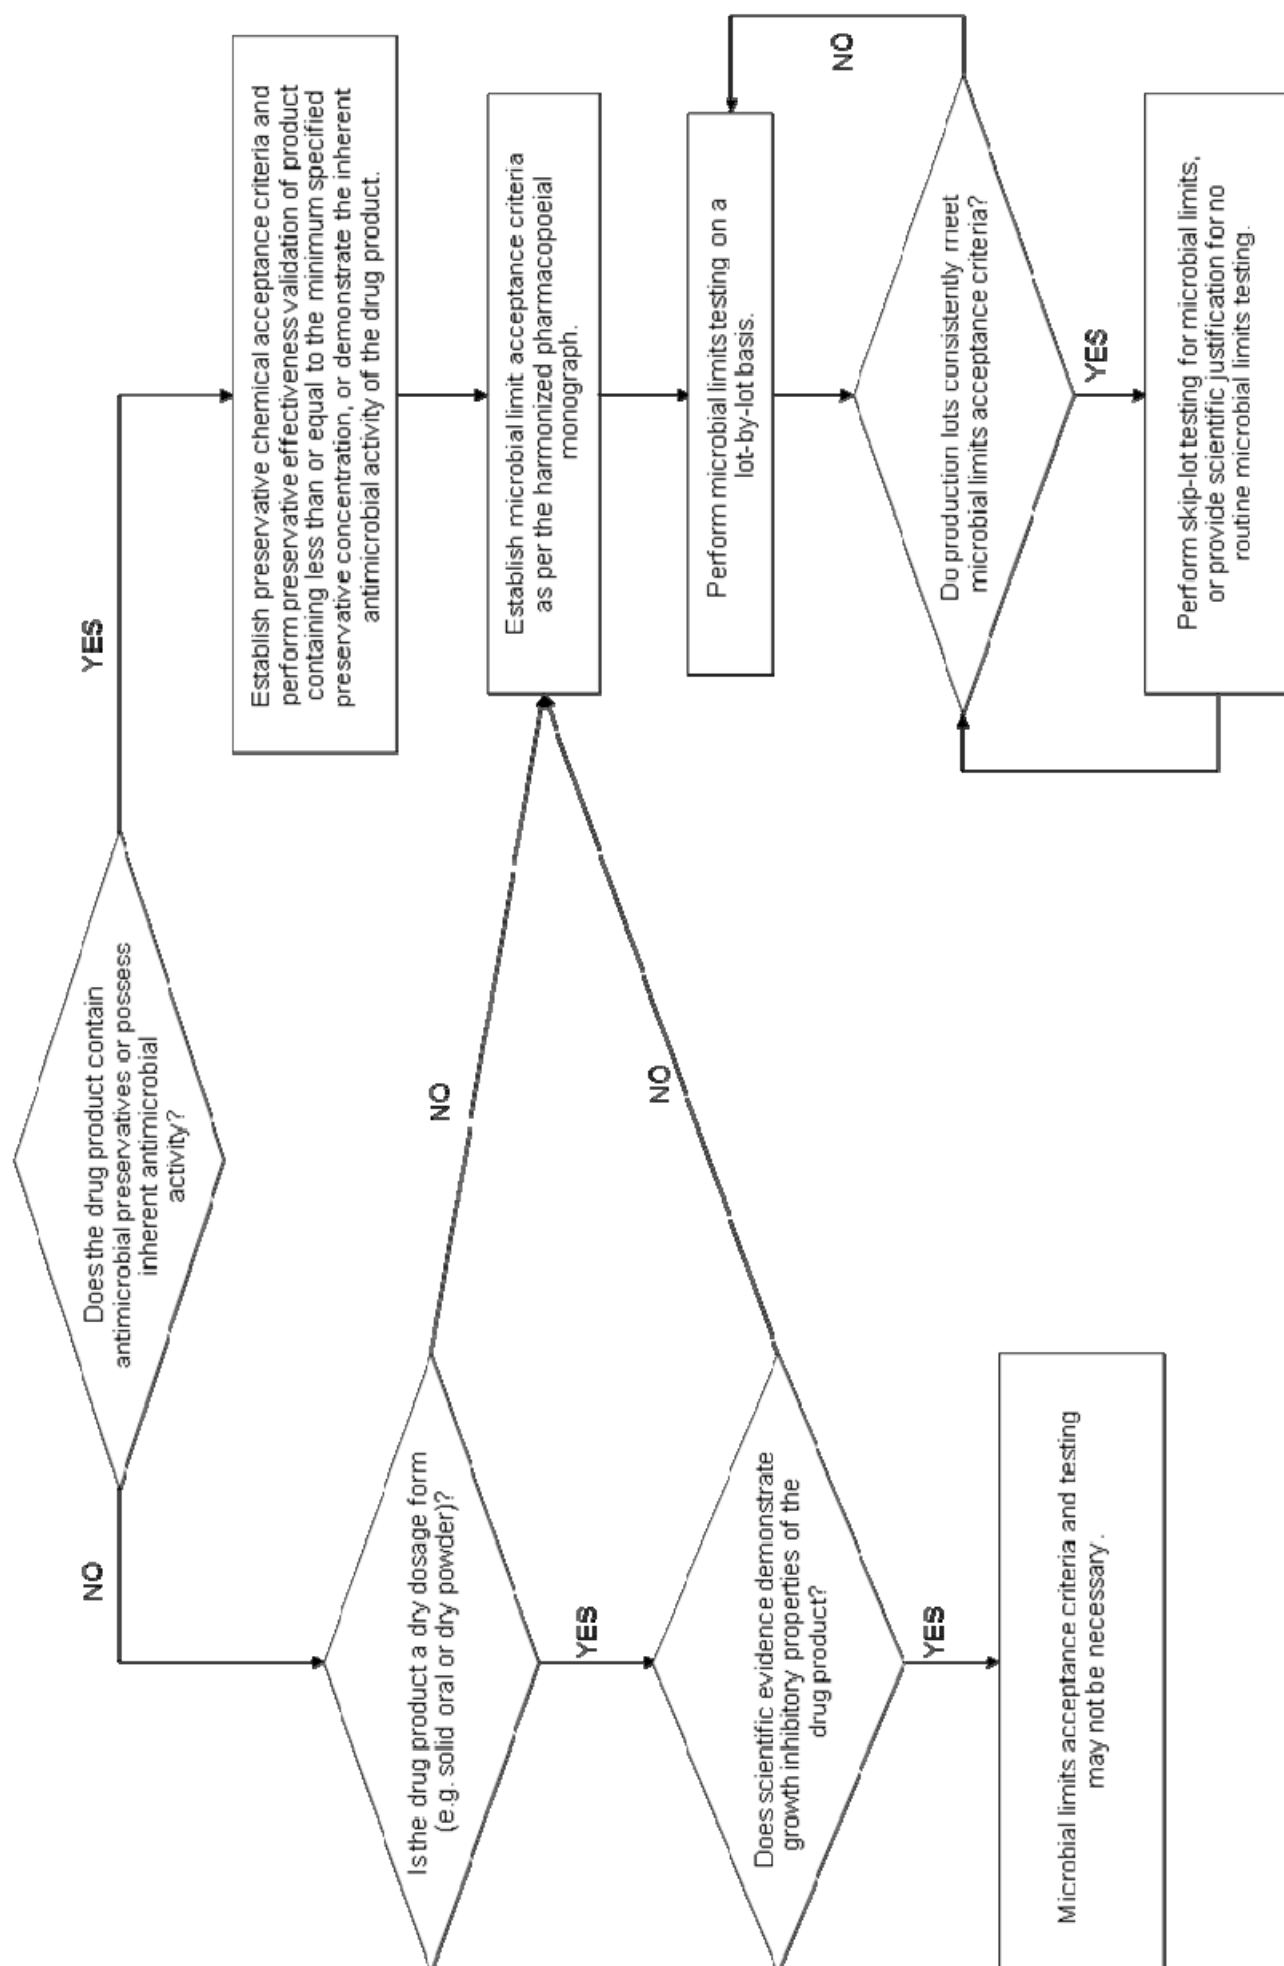 Does the drug product contain
antimicrobial preservatives or possess
inherent antimicrobial
activity?
NO
YES
Is the drug product a dry dosage form
(e.g. solid oral or dry powder)?
NO
YES
Does scientific evidence demonstrate
growth inhibitory properties of the
drug product?
NO
YES
Microbial limits acceptance criteria and testing
may not be necessary.
Establish preservative chemical acceptance criteria and
perform preservative effectiveness validation of product
containing less than or equal to the minimum specified
preservative concentration, or demonstrate the inherent
antimicrobial activity of the drug product.
Establish microbial limit acceptance criteria
as per the harmonized pharmacopoeial
monograph.
Perform microbial limits testing on a
lot-by-lot basis.
NO
Do production lots consistently meet
microbial limits acceptance criteria?
YES
Perform skip-lot testing for microbial limits,
or provide scientific justification for no
routine microbial limits testing.